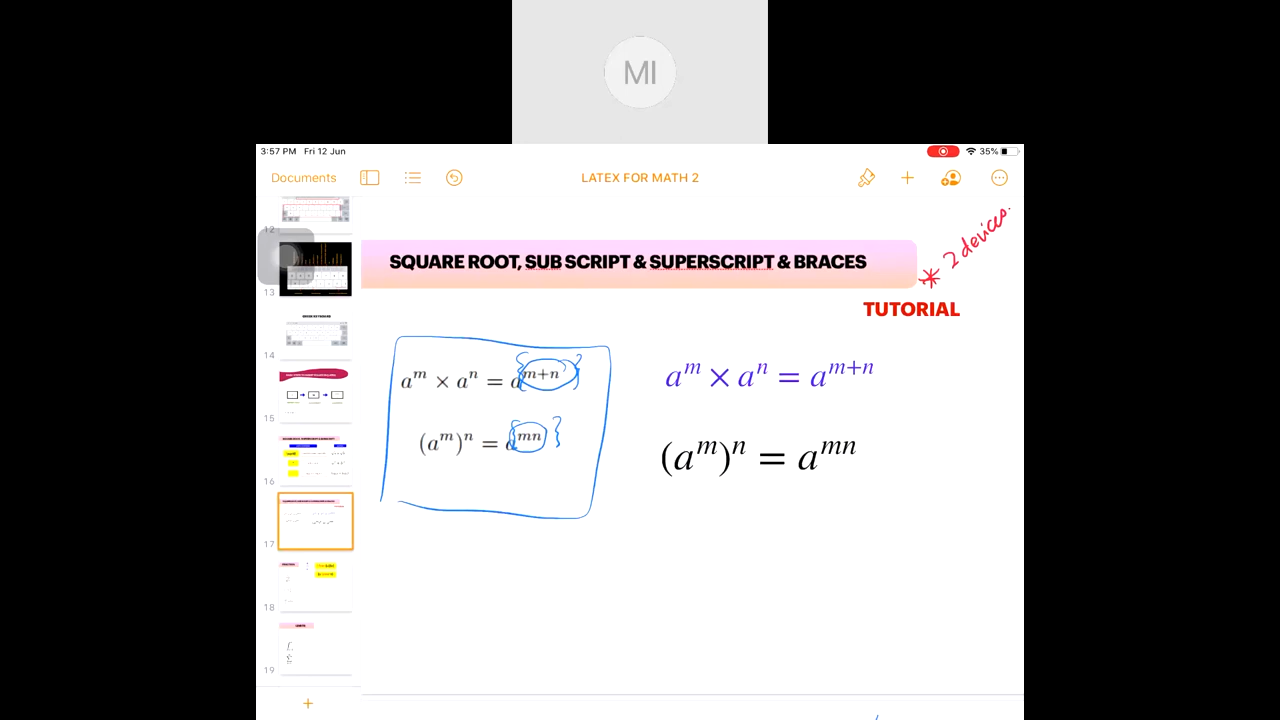 MI
3:57 PM Fri 12 Jun
35%
Documents
LATEX FOR MATH 2
* 2 devices.
SQUARE ROOT, SUB SCRIPT & SUPERSCRIPT & BRACES
TUTORIAL
a^m × a^n = a^{m+n}
(a^m)^n = a^{mn}
a^m × a^n = a^{m+n}
(a^m)^n = a^{mn}
12
13
14
15
16
17
18
19